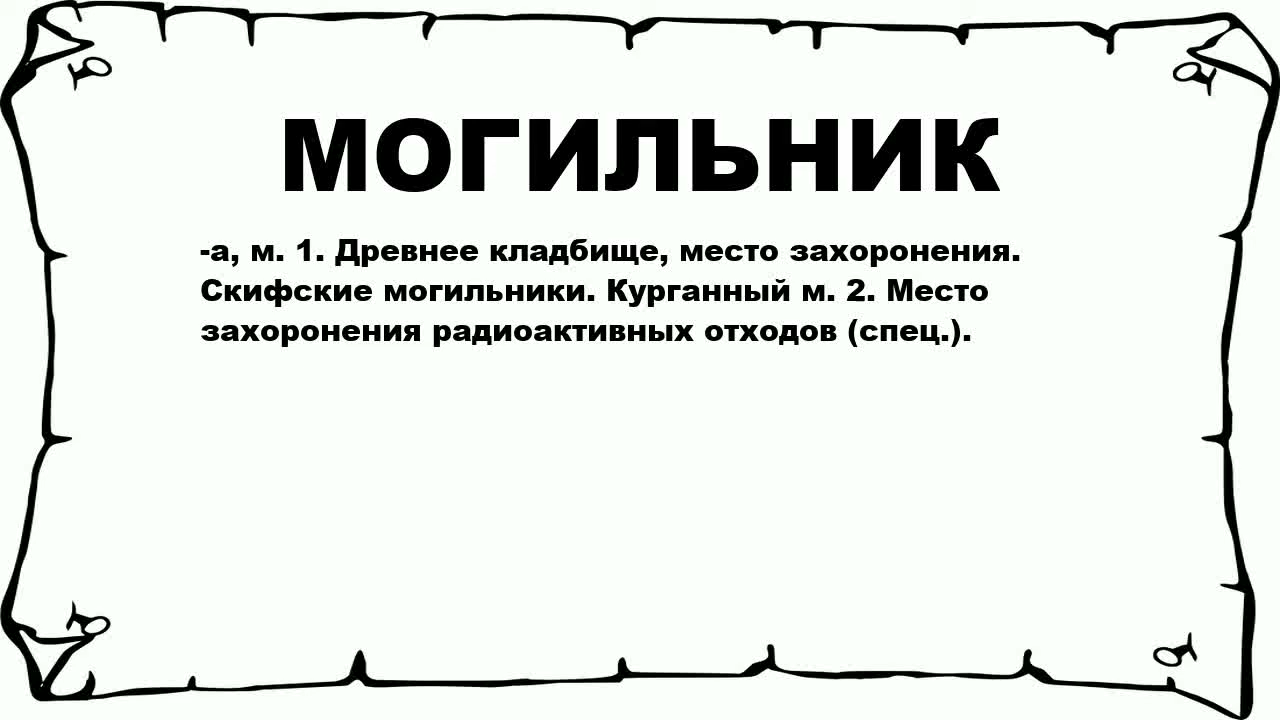 МОГИЛЬНИК
-а, м. 1. Древнее кладбище, место захоронения.
Скифские могильники. Курганный м. 2. Место
захоронения радиоактивных отходов (спец.).